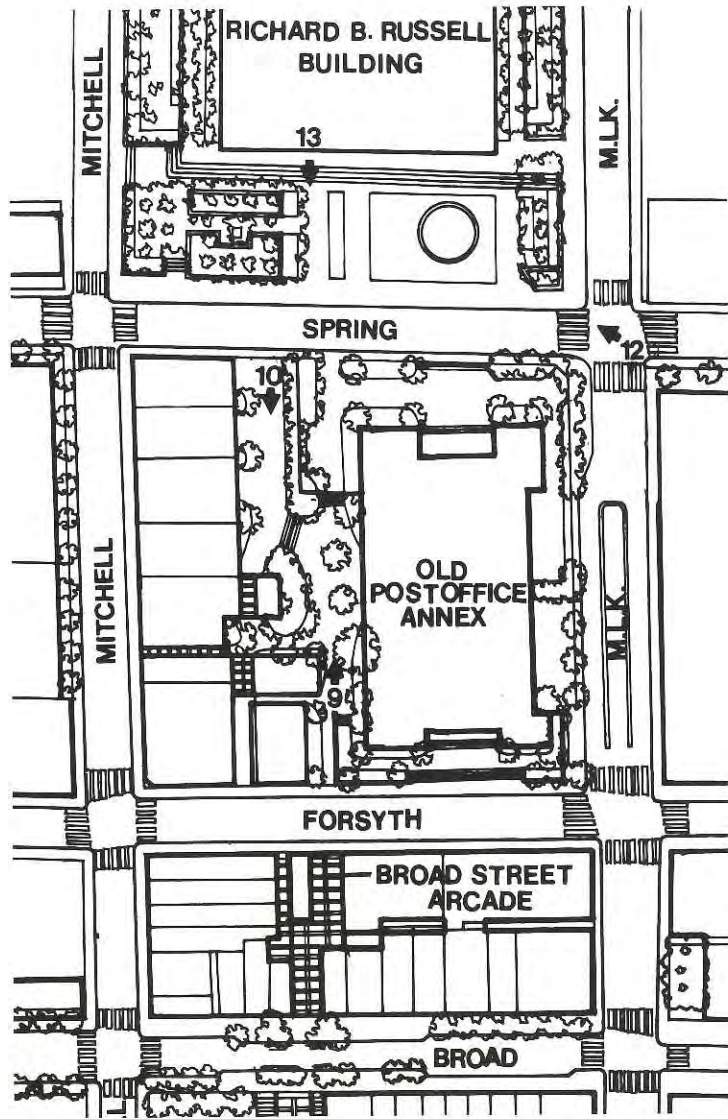 RICHARD B. RUSSELL
BUILDING
MITCHELL
M.L.K.
13
SPRING
12
10
OLD
POSTOFFICE
ANNEX
MITCHELL
M.L.K.
9
FORSYTH
BROAD STREET
ARCADE
BROAD